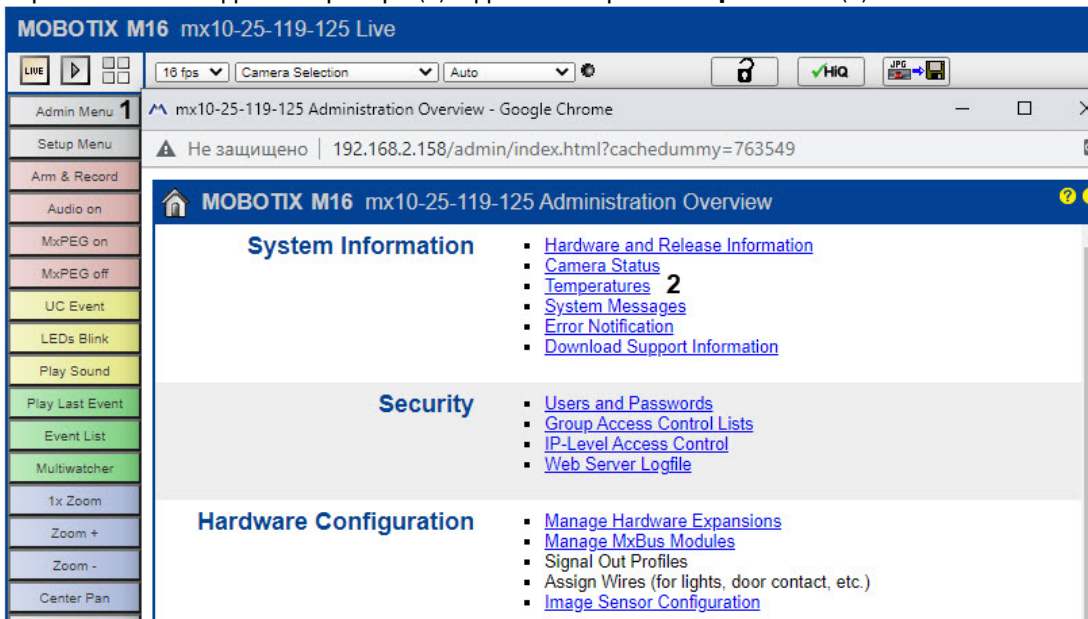 MOBOTIX M16 mx10-25-119-125 Live
LIVE
16 fps
Camera Selection
Auto
HiQ
JPG
Admin Menu 1
mx10-25-119-125 Administration Overview - Google Chrome
Setup Menu
Не защищено | 192.168.2.158/admin/index.html?cachedummy=763549
Arm & Record
Audio on
MxPEG on
MxPEG off
UC Event
LEDs Blink
Play Sound
Play Last Event
Event List
Multiwatcher
1x Zoom
Zoom +
Zoom -
Center Pan
MOBOTIX M16 mx10-25-119-125 Administration Overview
?
System Information
Hardware and Release Information
Camera Status
Temperatures 2
System Messages
Error Notification
Download Support Information
Security
Users and Passwords
Group Access Control Lists
IP-Level Access Control
Web Server Logfile
Hardware Configuration
Manage Hardware Expansions
Manage MxBus Modules
Signal Out Profiles
Assign Wires (for lights, door contact, etc.)
Image Sensor Configuration